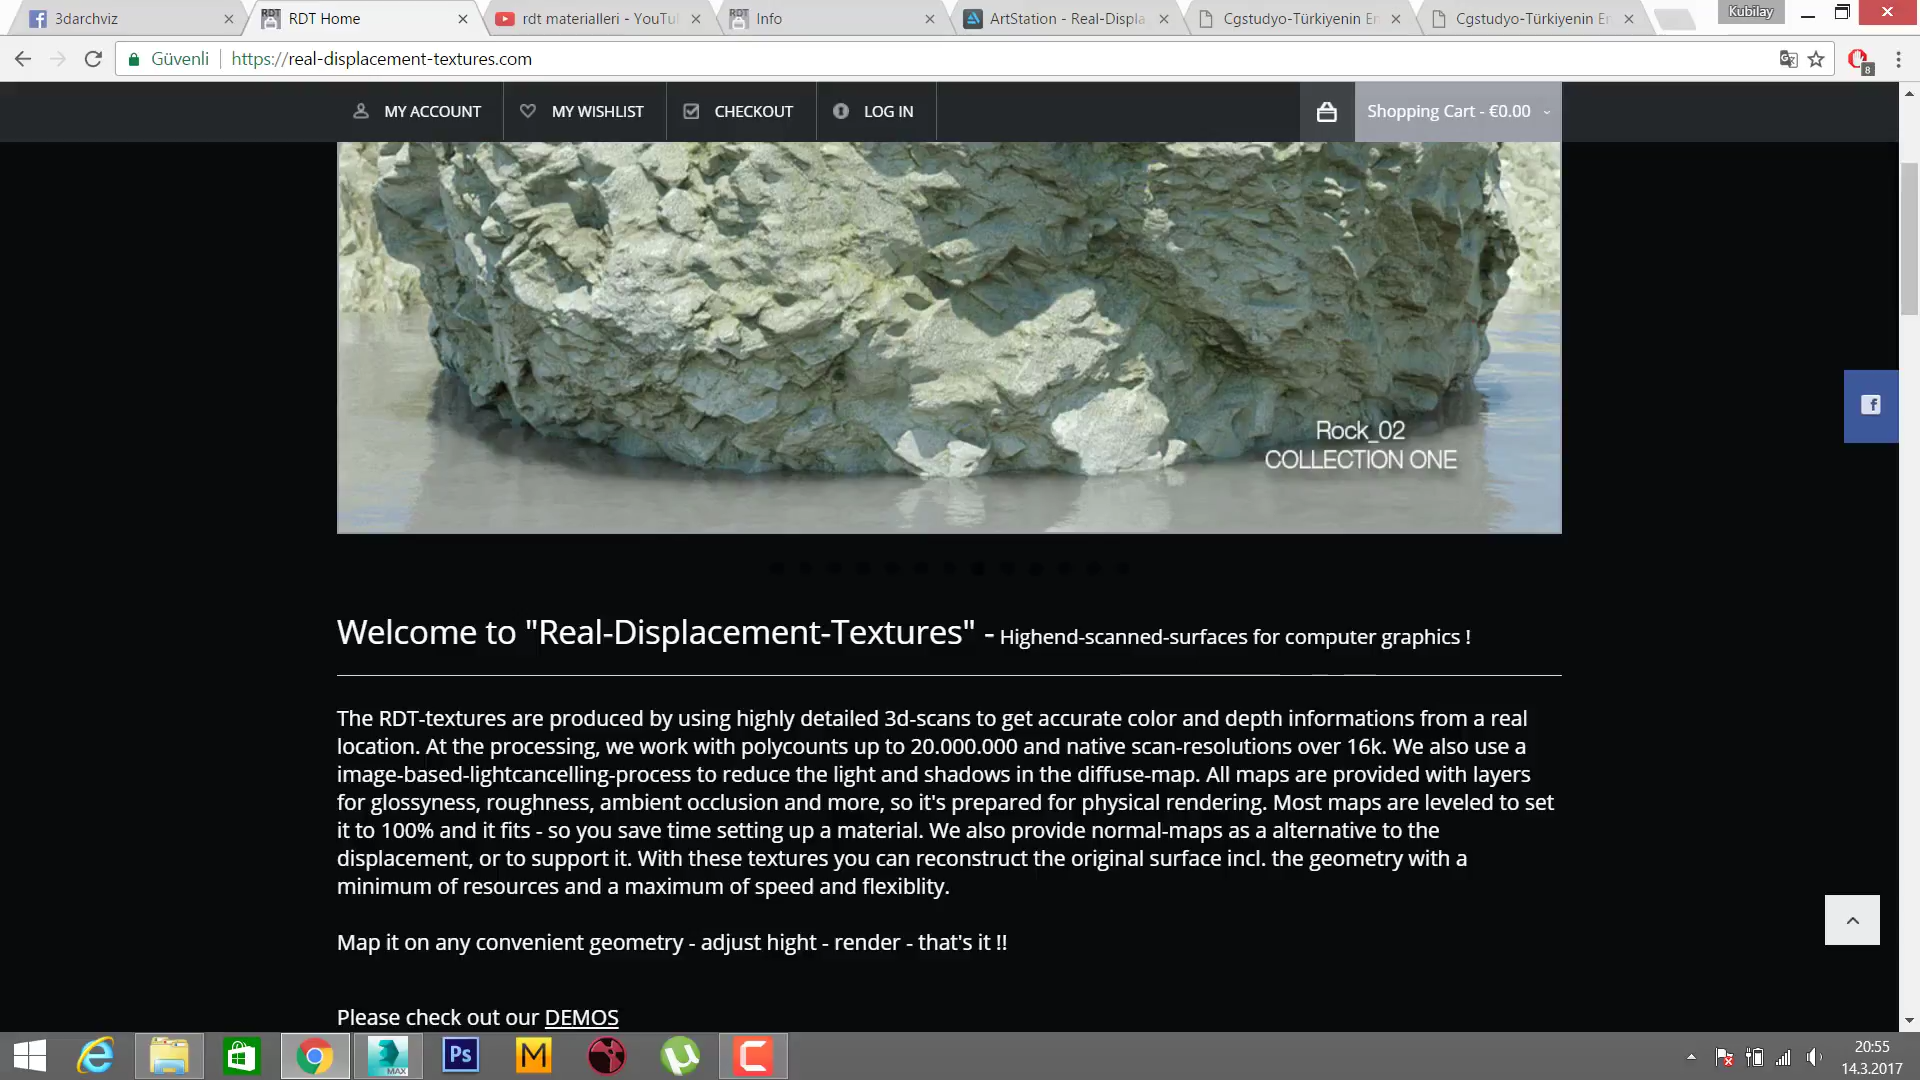 3darchviz
RDT Home
rdt materialleri - YouTu
Info
ArtStation - Real-Displa
Cgstudyo-Türkiyenin En
Cgstudyo-Türkiyenin En
Kubilay
Güvenli
https://real-displacement-textures.com
8
MY ACCOUNT
MY WISHLIST
CHECKOUT
LOG IN
Shopping Cart - €0.00
Rock_02
COLLECTION ONE
Welcome to "Real-Displacement-Textures" - Highend-scanned-surfaces for computer graphics !
The RDT-textures are produced by using highly detailed 3d-scans to get accurate color and depth informations from a real
location. At the processing, we work with polycounts up to 20.000.000 and native scan-resolutions over 16k. We also use a
image-based-lightcancelling-process to reduce the light and shadows in the diffuse-map. All maps are provided with layers
for glossyness, roughness, ambient occlusion and more, so it's prepared for physical rendering. Most maps are leveled to set
it to 100% and it fits - so you save time setting up a material. We also provide normal-maps as a alternative to the
displacement, or to support it. With these textures you can reconstruct the original surface incl. the geometry with a
minimum of resources and a maximum of speed and flexiblity.
Map it on any convenient geometry - adjust hight - render - that's it !!
Please check out our DEMOS
MAX
Ps
M
20:55
14.3.2017